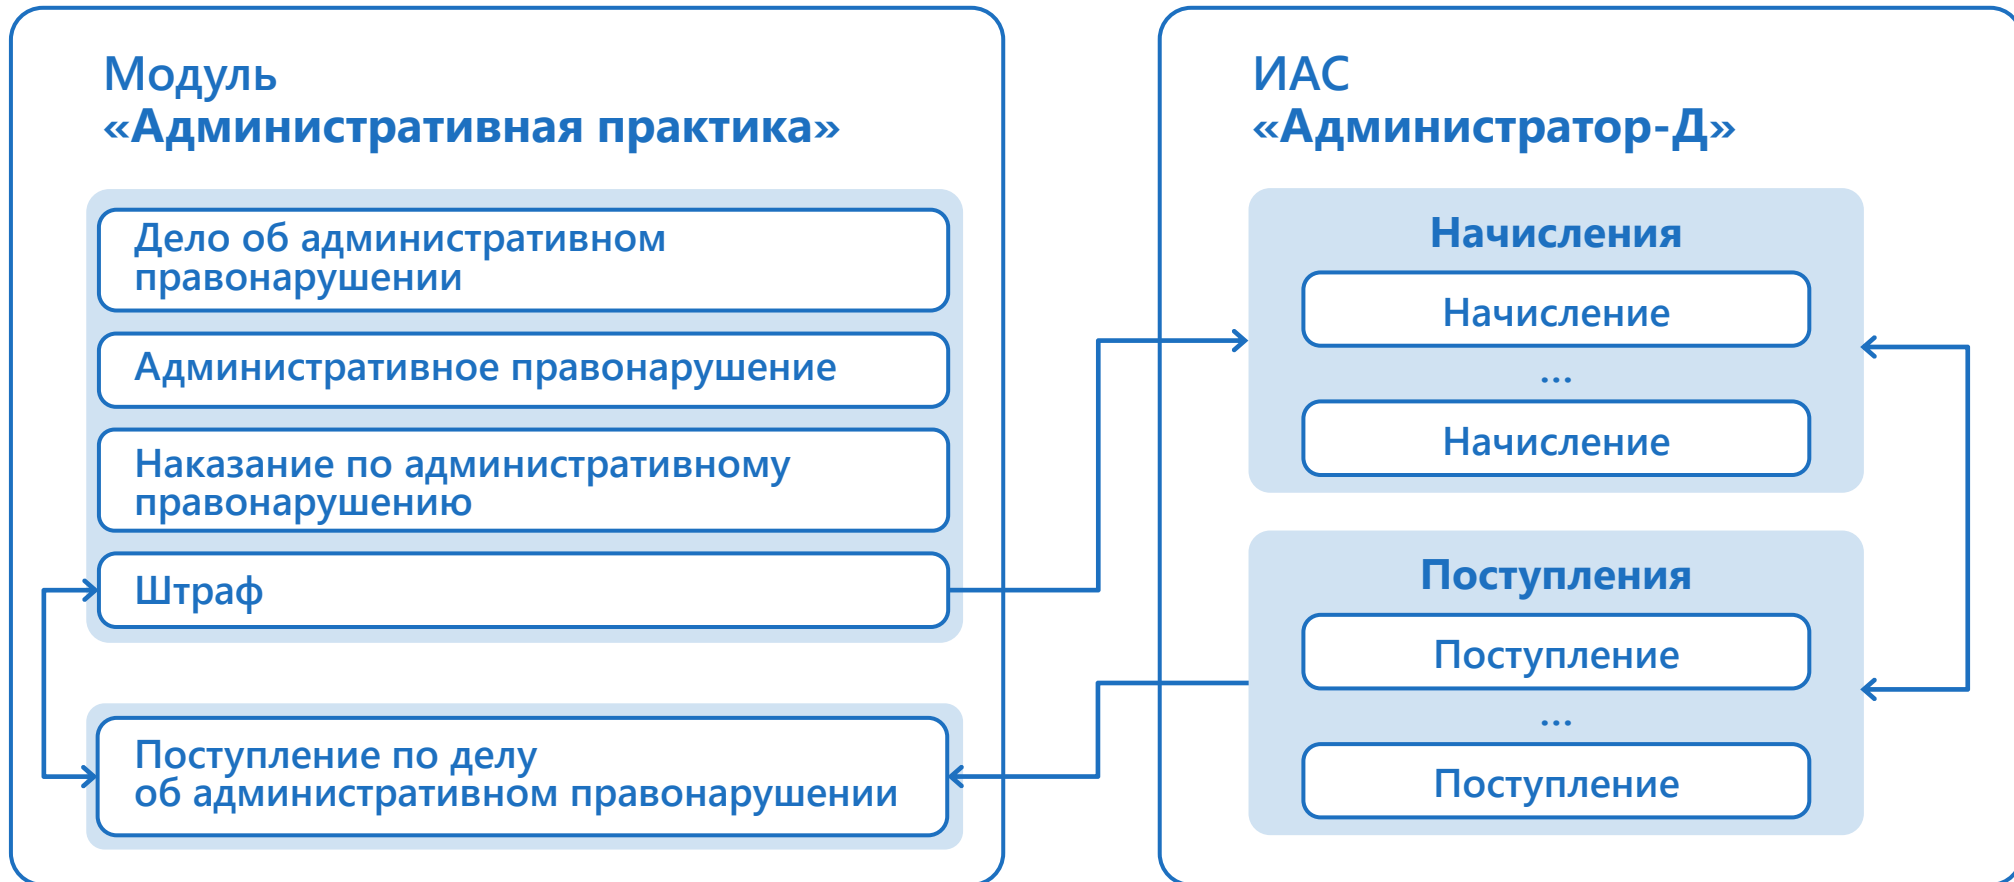 Модуль
«Административная практика»
Дело об административном
правонарушении
Административное правонарушение
Наказание по административному
правонарушению
Штраф
Поступление по делу
об административном правонарушении
ИАС
«Администратор-Д»
Начисления
Начисление
...
Начисление
Поступления
Поступление
...
Поступление